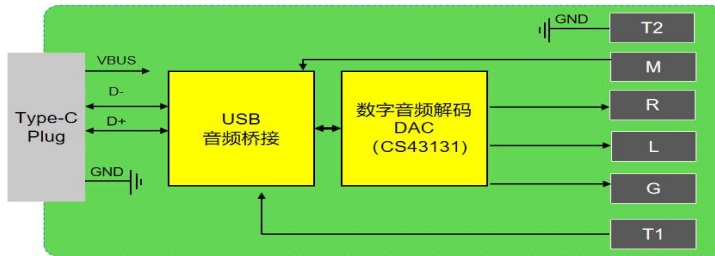 GND
T2
VBUS
M
D-
USB
音频桥接
数字音频解码
DAC
（CS43131）
R
Type-C
Plug
D+
L
GND
G
T1